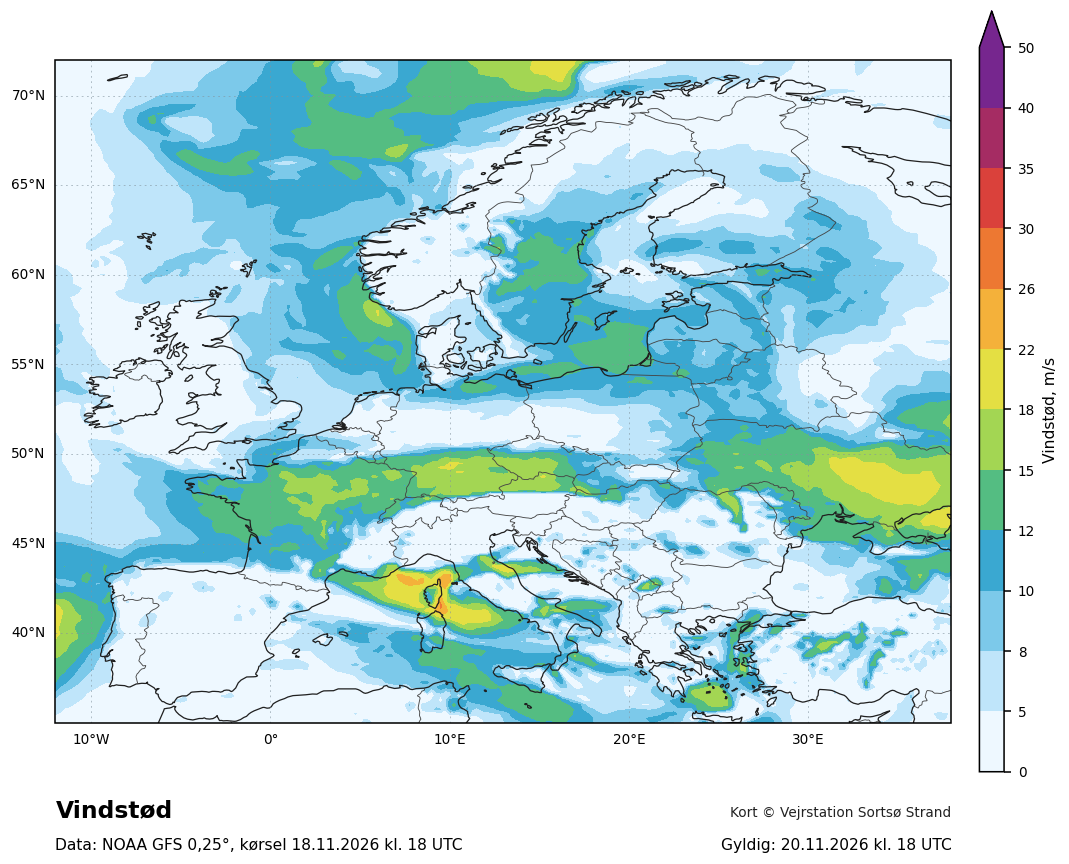 50
40
35
30
26
22
18
15
12
10
8
5
0
Vindstød, m/s
70°N
65°N
60°N
55°N
50°N
45°N
40°N
10°W
0°
10°E
20°E
30°E
Vindstød
Kort © Vejrstation Sortsø Strand
Data: NOAA GFS 0,25°, kørsel 18.11.2026 kl. 18 UTC
Gyldig: 20.11.2026 kl. 18 UTC